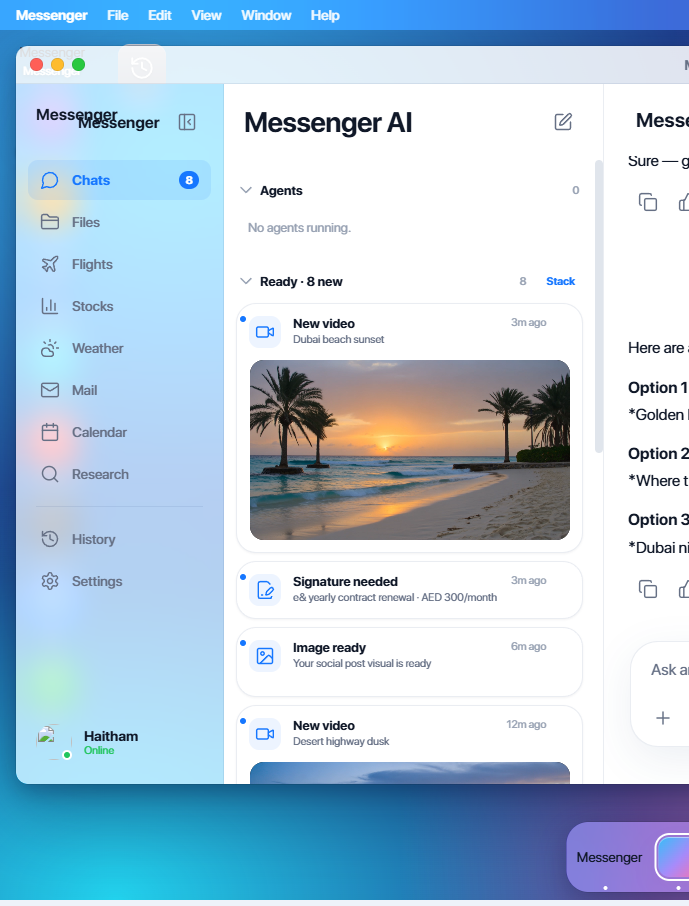 Messenger File Edit View Window Help
Messenger
Messenger
M
Messenger
Messenger
Chats 8
Files
Flights
Stocks
Weather
Mail
Calendar
Research
History
Settings
Haitham
Online
Messenger AI
Agents 0
No agents running.
Ready · 8 new 8 Stack
New video 3m ago
Dubai beach sunset
Signature needed 3m ago
e& yearly contract renewal · AED 300/month
Image ready 6m ago
Your social post visual is ready
New video 12m ago
Desert highway dusk
Messe
Sure — g
Here are a
Option 1
*Golden
Option 2
*Where t
Option 3
*Dubai ni
Ask a
Messenger